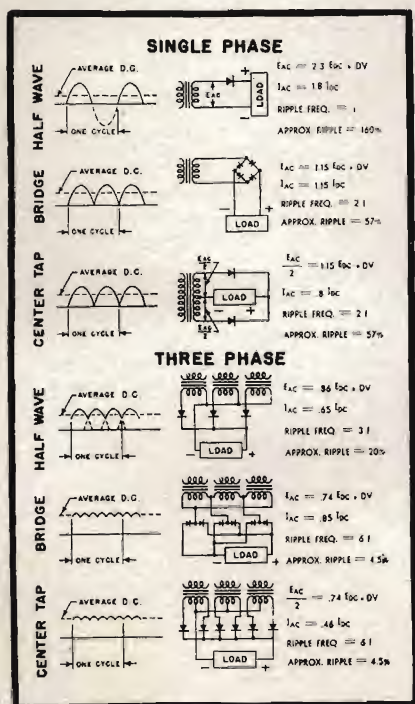 SINGLE PHASE
HALF WAVE
AVERAGE D.C.
ONE CYCLE
EAC
+
LOAD
−
EAC = 2.3 EDC + DV
IAC = 1.8 IDC
RIPPLE FREQ. = 1
APPROX RIPPLE = 160%
BRIDGE
AVERAGE D.C.
ONE CYCLE
− +
LOAD
EAC = 1.15 EDC + DV
IAC = 1.15 IDC
RIPPLE FREQ. = 2 f
APPROX. RIPPLE = 57%
CENTER TAP
AVERAGE D.C.
ONE CYCLE
EAC/2
− LOAD +
EAC/2
EAC/2 = 1.15 EDC + DV
IAC = .8 IDC
RIPPLE FREQ. = 2 f
APPROX. RIPPLE = 57%
THREE PHASE
HALF WAVE
AVERAGE D.C.
ONE CYCLE
− LOAD +
EAC = .86 EDC + DV
IAC = .65 IDC
RIPPLE FREQ. = 3 f
APPROX. RIPPLE = 20%
BRIDGE
AVERAGE D.C.
ONE CYCLE
− LOAD +
EAC = .74 EDC + DV
IAC = .85 IDC
RIPPLE FREQ. = 6 f
APPROX. RIPPLE = 4.5%
CENTER TAP
AVERAGE D.C.
ONE CYCLE
− LOAD +
EAC/2 = .74 EDC + DV
IAC = .46 IDC
RIPPLE FREQ. = 6 f
APPROX. RIPPLE = 4.5%